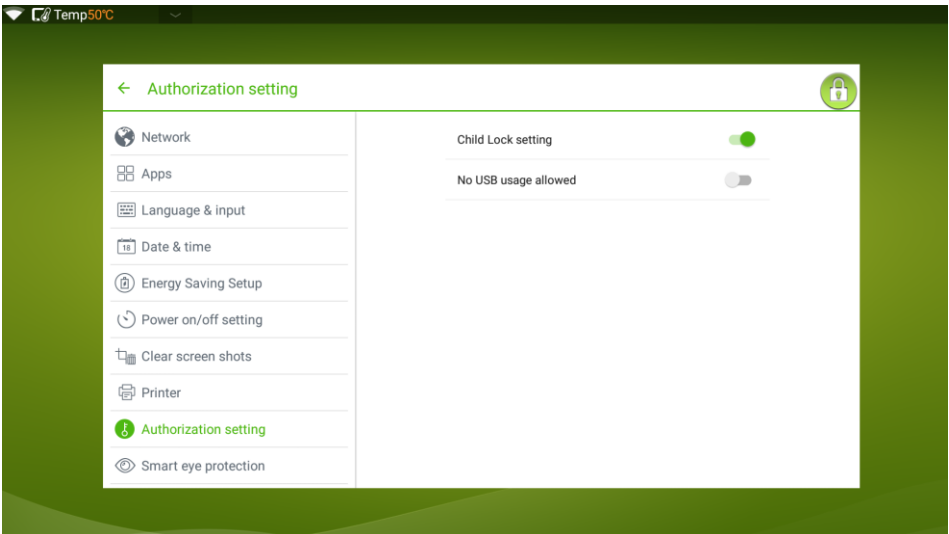 Temp50℃
Authorization setting
Network
Child Lock setting
Apps
No USB usage allowed
Language & input
18
Date & time
Energy Saving Setup
Power on/off setting
Clear screen shots
Printer
Authorization setting
Smart eye protection